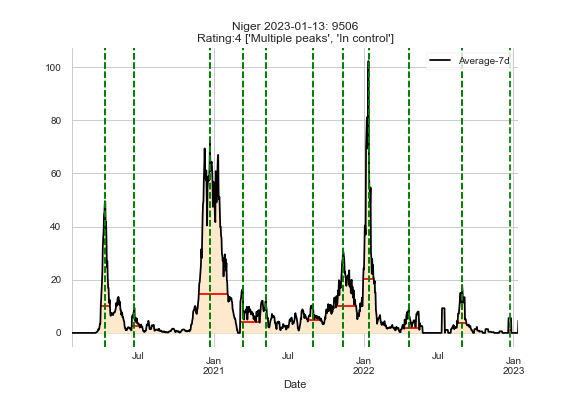 Niger 2023-01-13: 9506
Rating:4 ['Multiple peaks', 'In control']
Average-7d
100
80
60
40
20
0
Jul
Jan
2021
Jul
Jan
2022
Jul
Jan
2023
Date